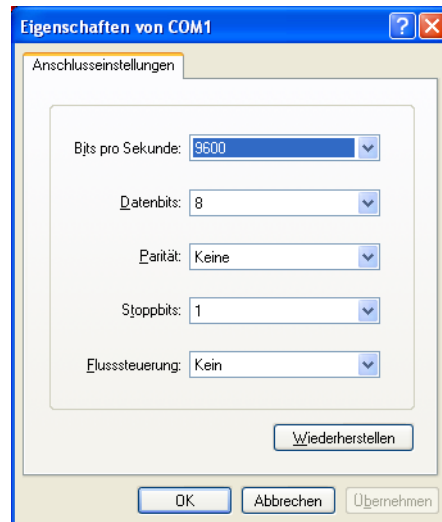 Eigenschaften von COM1
Anschlusseinstellungen
Bits pro Sekunde: 9600
Datenbits: 8
Parität: Keine
Stoppbits: 1
Flusssteuerung: Kein
Wiederherstellen
OK Abbrechen Übernehmen